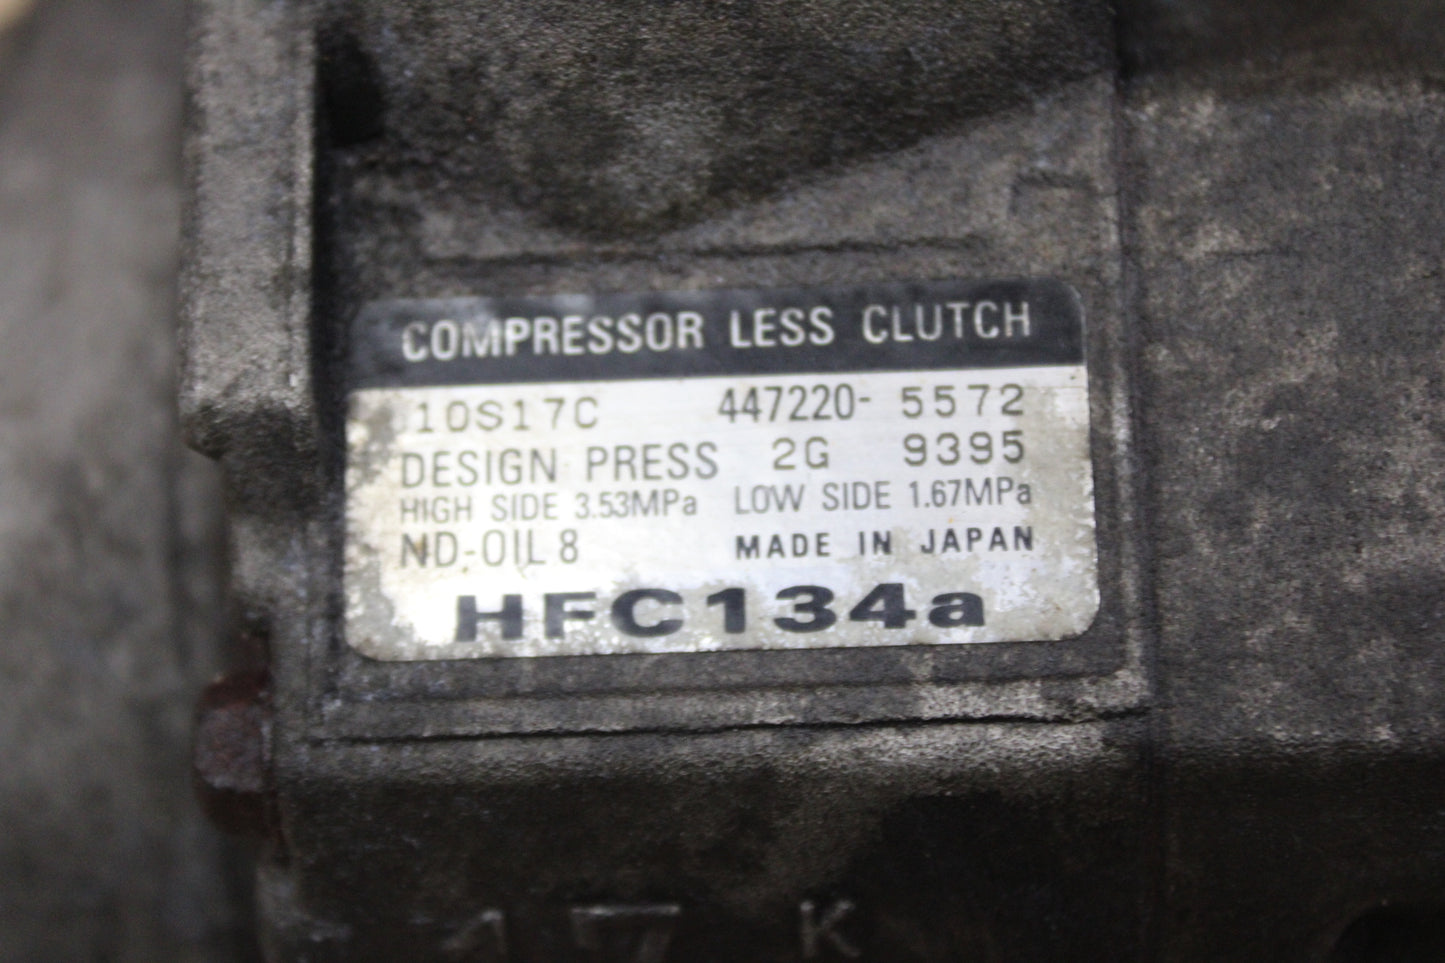 COMPRESSOR LESS CLUTCH
10S17C 447220- 5572
DESIGN PRESS 2G 9395
HIGH SIDE 3.53MPa LOW SIDE 1.67MPa
ND-OIL 8 MADE IN JAPAN
HFC134a
17 K